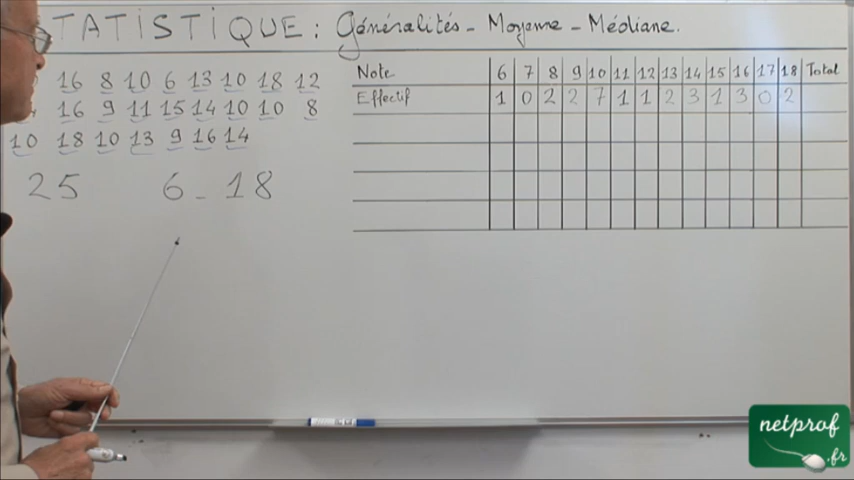 TATISTIQUE : Généralités - Moyenne - Médiane.
16 8 10 6 13 10 18 12
16 9 11 15 14 10 10 8
10 18 10 13 9 16 14
25 6 - 18
Note 6 7 8 9 10 11 12 13 14 15 16 17 18 Total
Effectif 1 0 2 2 7 1 1 2 3 1 3 0 2
netprof
.fr